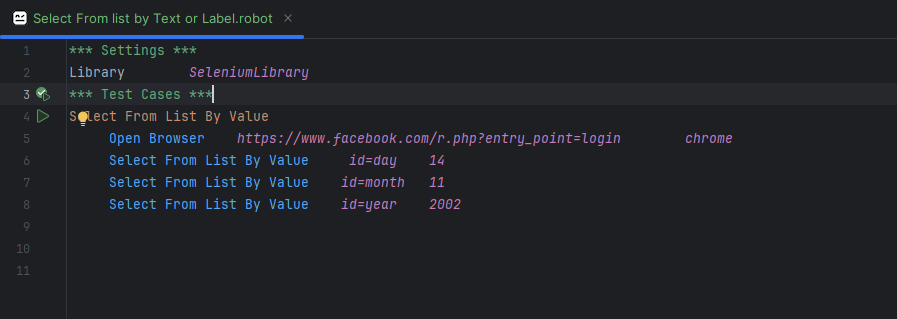 Select From list by Text or Label.robot ×
1 *** Settings ***
2 Library SeleniumLibrary
3 *** Test Cases ***
4 Select From List By Value
5 Open Browser https://www.facebook.com/r.php?entry_point=login chrome
6 Select From List By Value id=day 14
7 Select From List By Value id=month 11
8 Select From List By Value id=year 2002
9
10
11